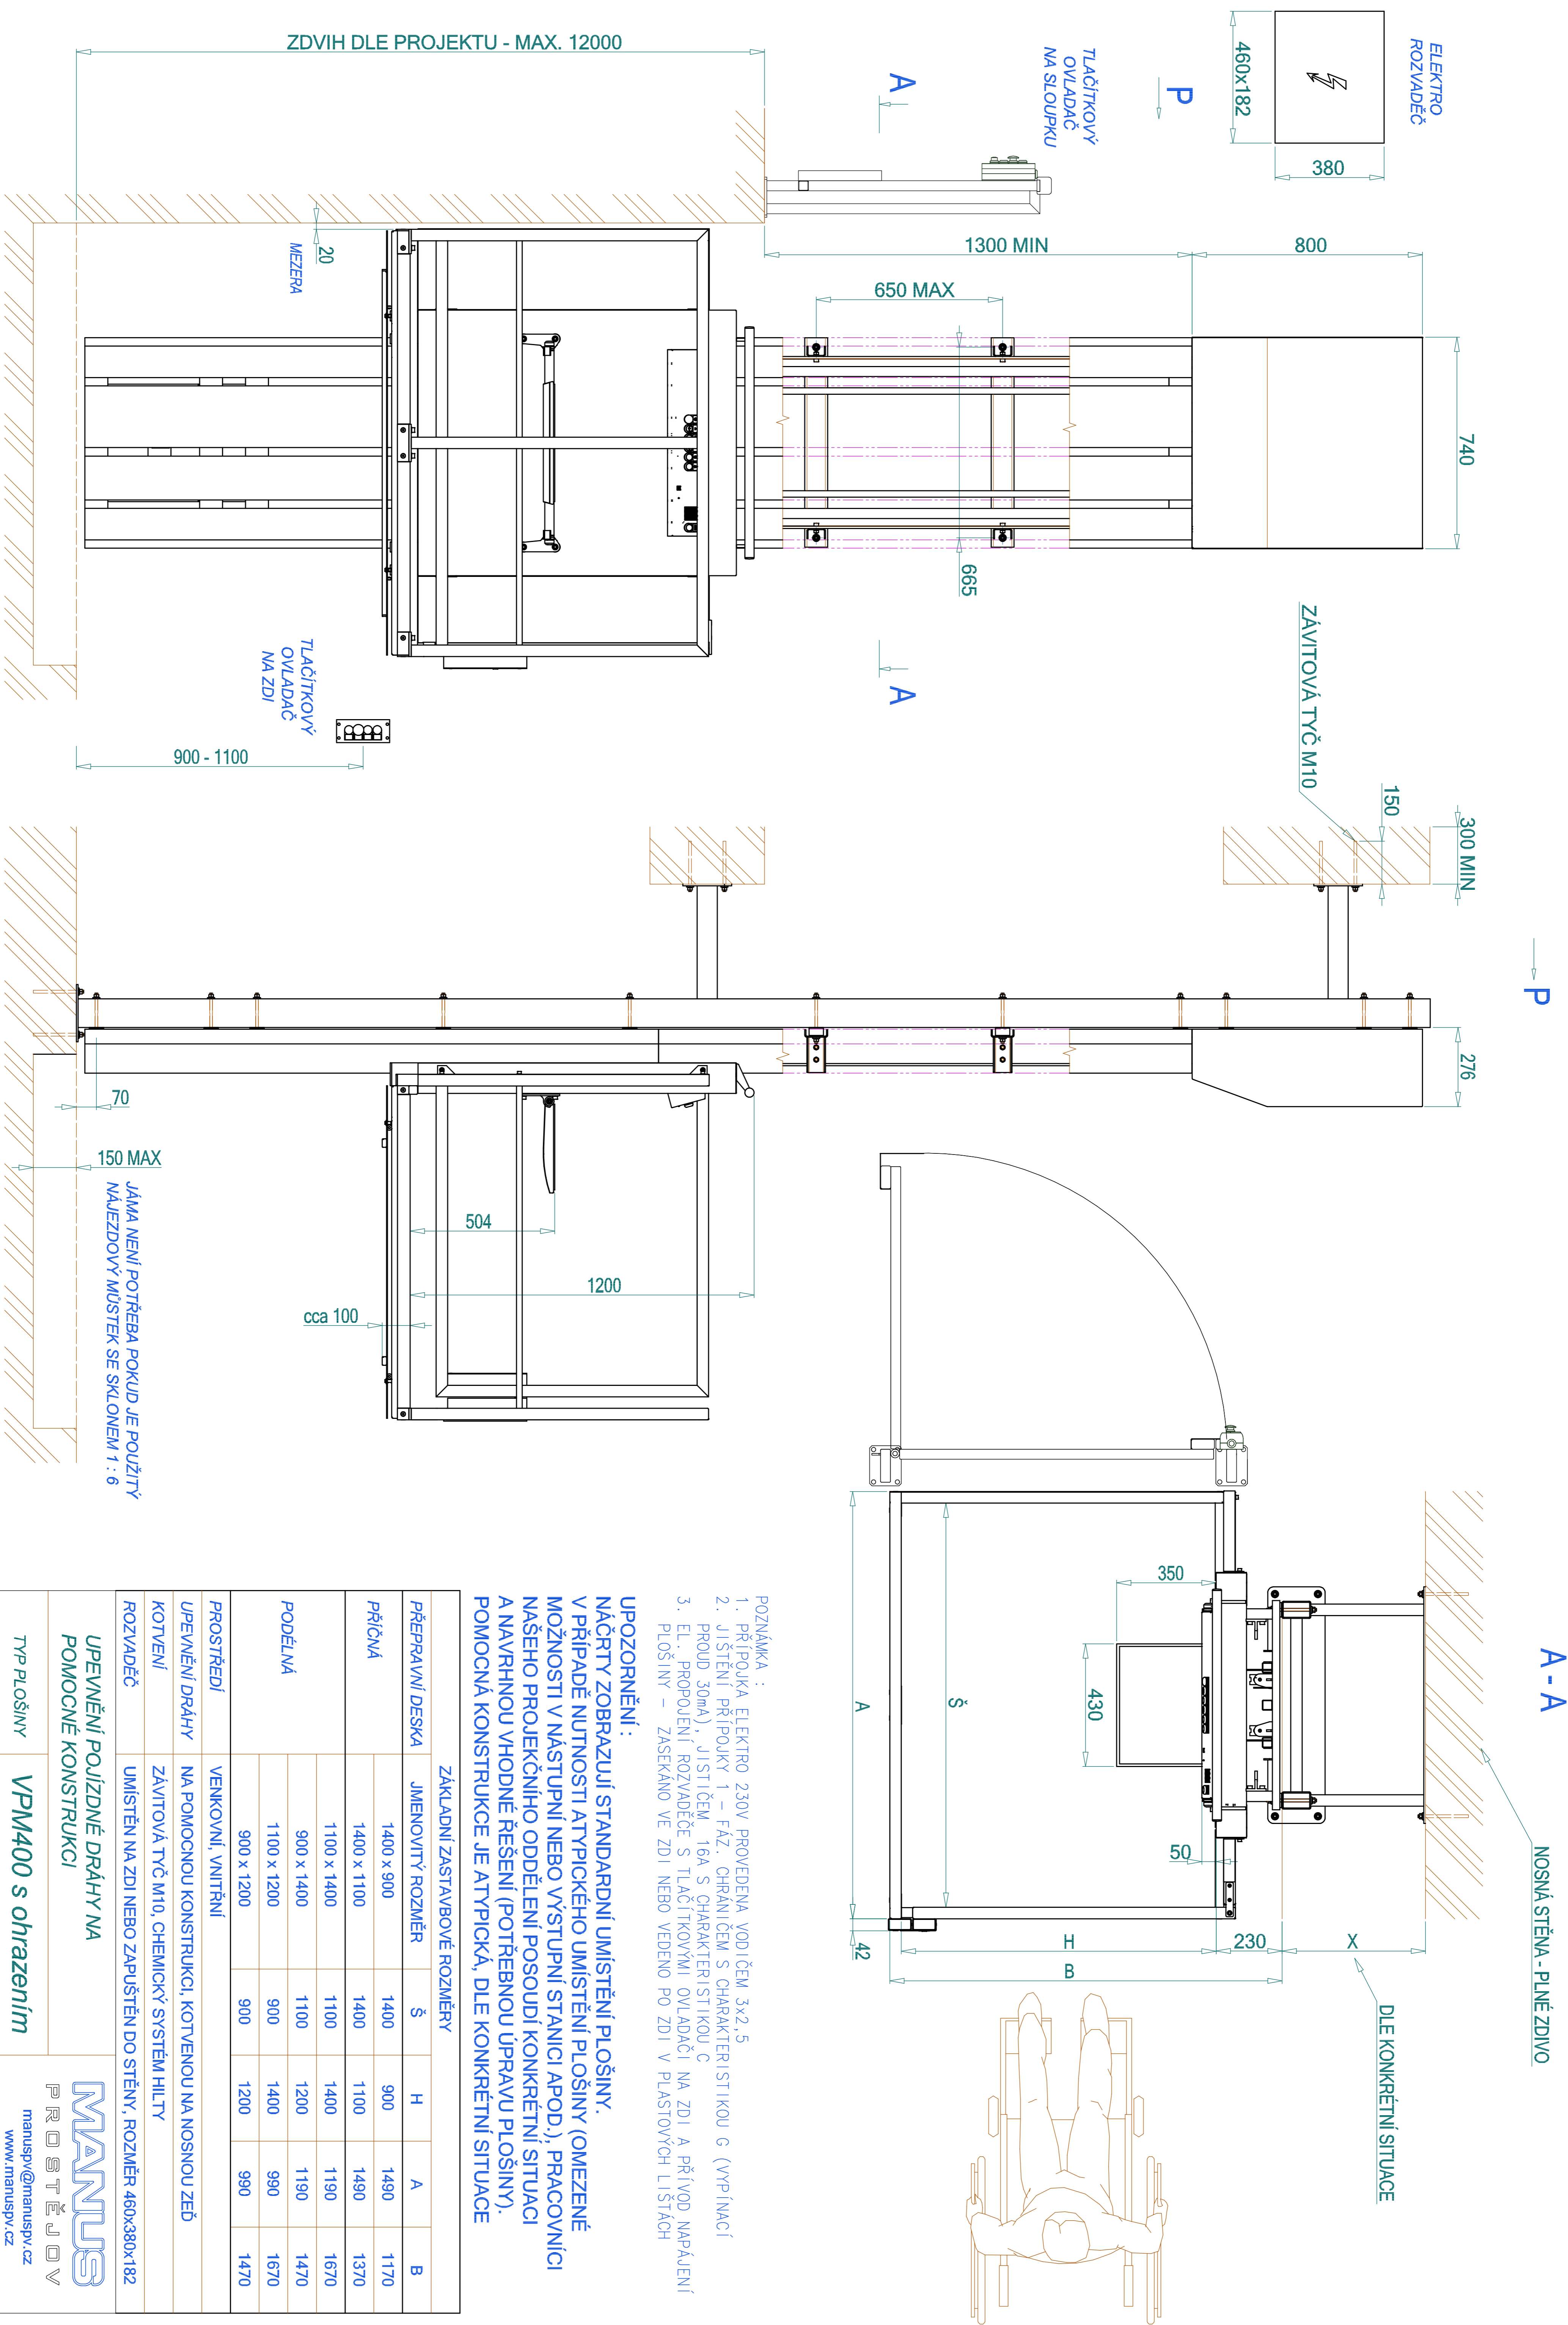 ELEKTRO
ROZVADĚČ
460x182
380
P
TLAČÍTKOVÝ
OVLADAČ
NA SLOUPKU
A
A
ZDVIH DLE PROJEKTU - MAX. 12000
1300 MIN
800
650 MAX
740
665
20
MEZERA
TLAČÍTKOVÝ
OVLADAČ
NA ZDI
900 - 1100
ZÁVITOVÁ TYČ M10
150
300 MIN
P
276
70
150 MAX
JÁMA NENÍ POTŘEBA POKUD JE POUŽITÝ
NÁJEZDOVÝ MŮSTEK SE SKLONEM 1 : 6
504
1200
cca 100
A - A
NOSNÁ STĚNA - PLNÉ ZDIVO
DLE KONKRÉTNÍ SITUACE
350
430
50
Š
A
42
H
230
X
B
POZNÁMKA :
1. PŘÍPOJKA ELEKTRO 230V PROVEDENA VODIČEM 3x2,5
2. JIŠTĚNÍ PŘÍPOJKY 1 - FÁZ. CHRÁNIČEM S CHARAKTERISTIKOU G (VYPÍNACÍ
PROUD 30mA), JISTIČEM 16A S CHARAKTERISTIKOU C
3. EL. PROPOJENÍ ROZVADĚČE S TLAČÍTKOVÝMI OVLADAČI NA ZDI A PŘÍVOD NAPÁJENÍ
PLOŠINY - ZASEKÁNO VE ZDI NEBO VEDENO PO ZDI V PLASTOVÝCH LIŠTÁCH
UPOZORNĚNÍ :
NÁČRTY ZOBRAZUJÍ STANDARDNÍ UMÍSTĚNÍ PLOŠINY.
V PŘÍPADĚ NUTNOSTI ATYPICKÉHO UMÍSTĚNÍ PLOŠINY (OMEZENÉ
MOŽNOSTI V NÁSTUPNÍ NEBO VÝSTUPNÍ STANICI APOD.), PRACOVNÍCI
NAŠEHO PROJEKČNÍHO ODDĚLENÍ POSOUDÍ KONKRÉTNÍ SITUACI
A NAVRHNOU VHODNÉ ŘEŠENÍ (POTŘEBNOU ÚPRAVU PLOŠINY).
POMOCNÁ KONSTRUKCE JE ATYPICKÁ, DLE KONKRÉTNÍ SITUACE
ZÁKLADNÍ ZASTAVBOVÉ ROZMĚRY
PŘEPRAVNÍ DESKA JMENOVITÝ ROZMĚR Š H A B
PŘÍČNÁ 1400 x 900 1400 900 1490 1170
1400 x 1100 1400 1100 1490 1370
PODÉLNÁ 1100 x 1400 1100 1400 1190 1670
900 x 1400 1100 1200 1190 1470
1100 x 1200 900 1400 990 1670
900 x 1200 900 1200 990 1470
PROSTŘEDÍ VENKOVNÍ, VNITŘNÍ
UPEVNĚNÍ DRÁHY NA POMOCNOU KONSTRUKCI, KOTVENOU NA NOSNOU ZEĎ
KOTVENÍ ZÁVITOVÁ TYČ M10, CHEMICKÝ SYSTÉM HILTY
ROZVADĚČ UMÍSTĚN NA ZDI NEBO ZAPUŠTĚN DO STĚNY, ROZMĚR 460x380x182
UPEVNĚNÍ POJÍZDNÉ DRÁHY NA
POMOCNÉ KONSTRUKCI
TYP PLOŠINY VPM400 s ohrazením
MANUS
PROSTĚJOV
manuspv@manuspv.cz
www.manuspv.cz